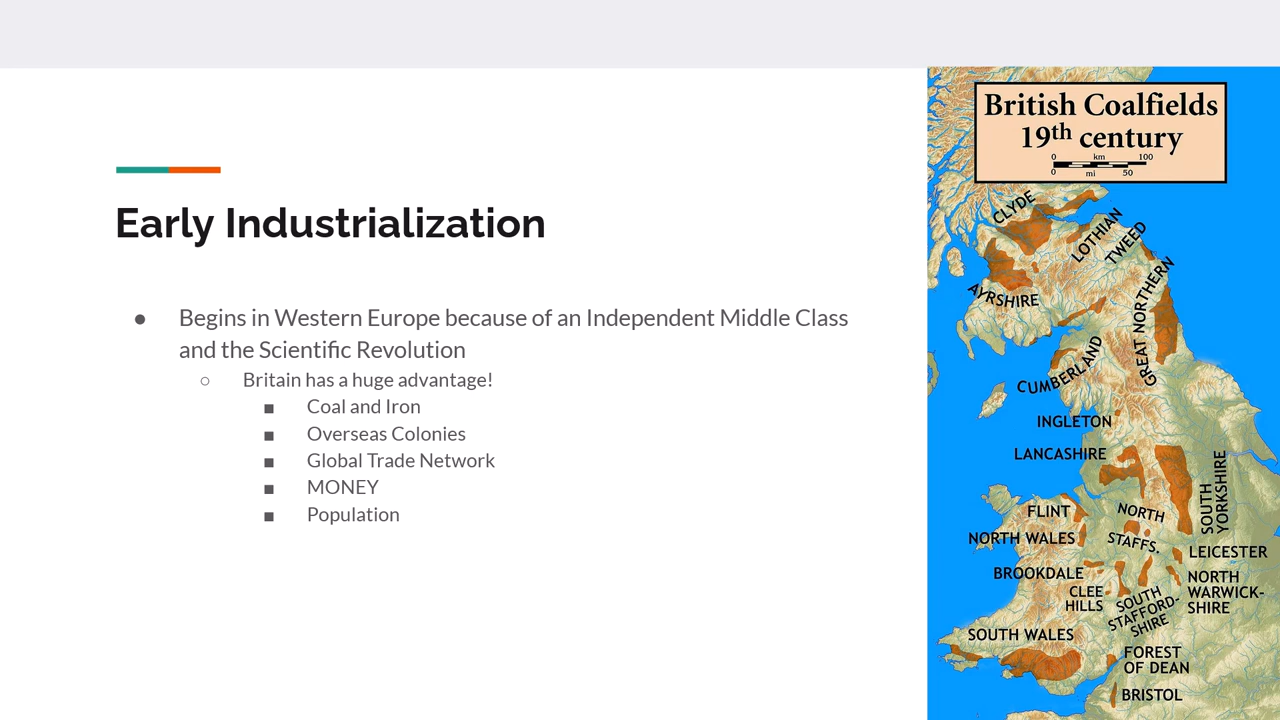 Early Industrialization
● Begins in Western Europe because of an Independent Middle Class
and the Scientific Revolution
○ Britain has a huge advantage!
■ Coal and Iron
■ Overseas Colonies
■ Global Trade Network
■ MONEY
■ Population
British Coalfields
19th century
0 km 100
0 mi 50
CLYDE
LOTHIAN
TWEED
AYRSHIRE
GREAT NORTHERN
CUMBERLAND
INGLETON
LANCASHIRE
SOUTH
YORKSHIRE
FLINT
NORTH
STAFFS.
NORTH WALES
LEICESTER
BROOKDALE
NORTH
WARWICK-
SHIRE
CLEE
HILLS
SOUTH
STAFFORD-
SHIRE
SOUTH WALES
FOREST
OF DEAN
BRISTOL